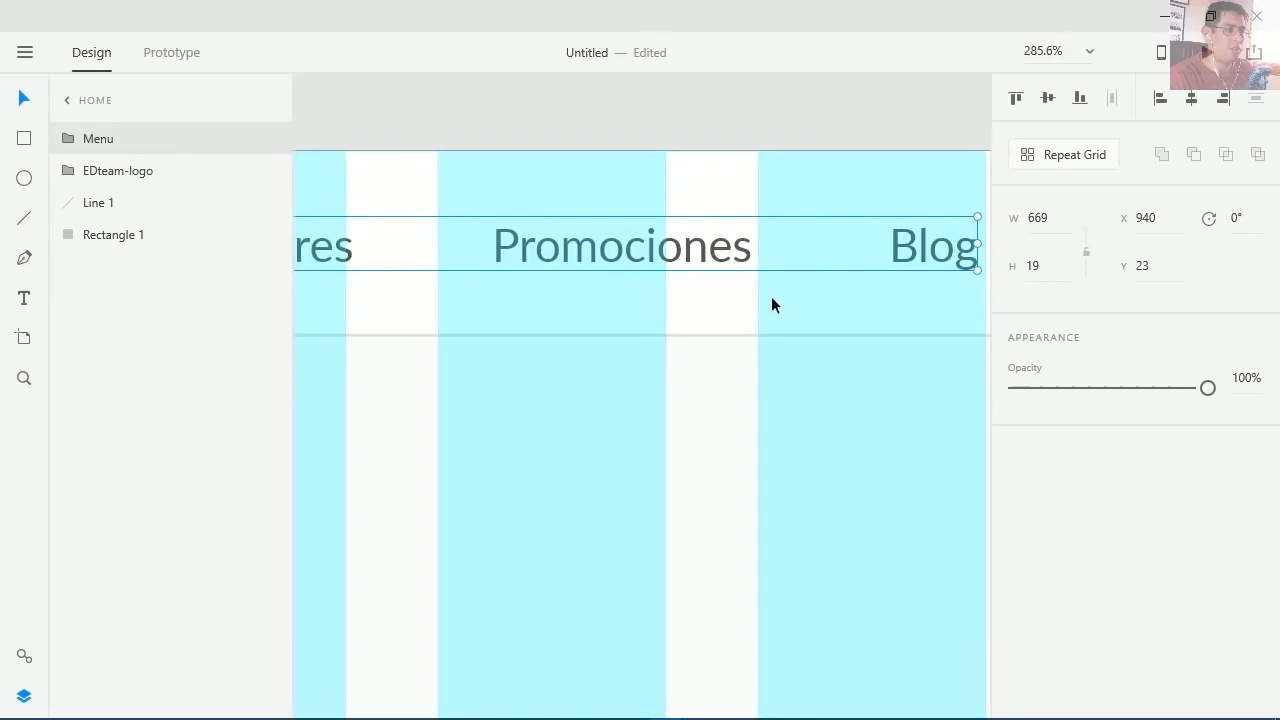 Design Prototype Untitled — Edited 285.6%
HOME
Menu
EDteam-logo
Line 1
Rectangle 1
res Promociones Blog
Repeat Grid
W 669 X 940 0°
H 19 Y 23
APPEARANCE
Opacity
100%